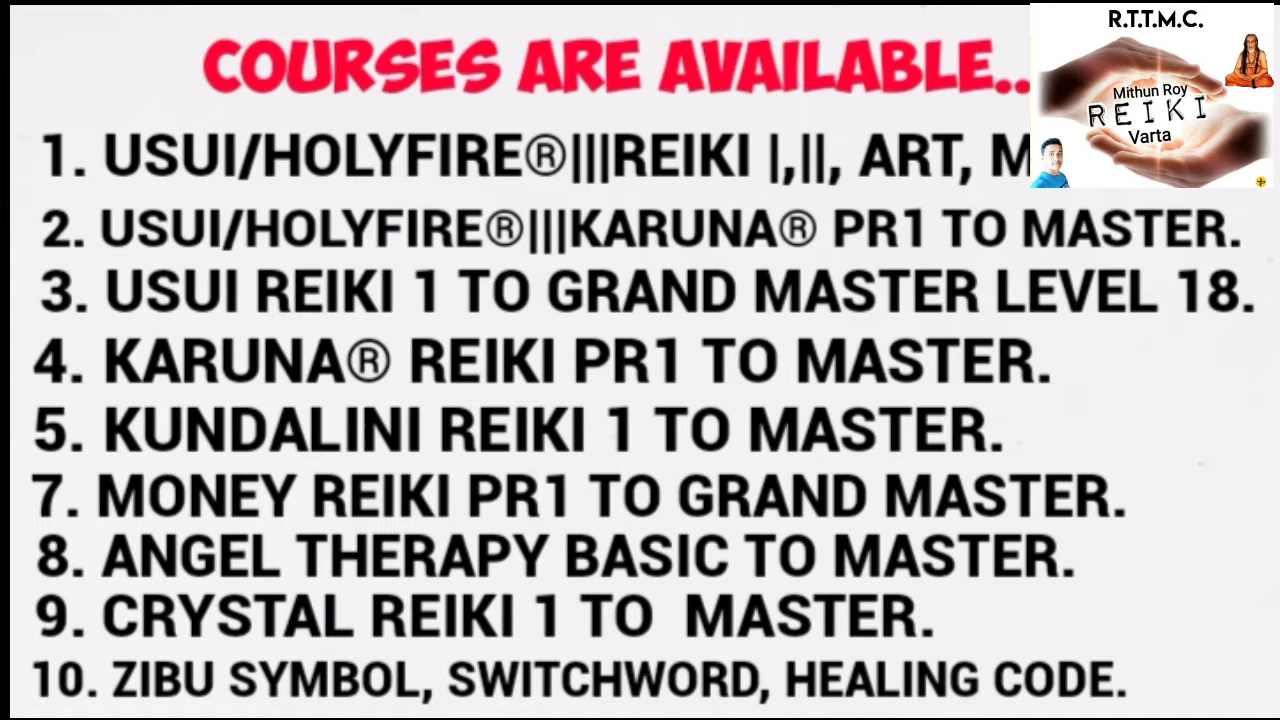 COURSES ARE AVAILABLE..
R.T.T.M.C.
Mithun Roy
REIKI
Varta
1. USUI/HOLYFIRE®|||REIKI |,||, ART, M
2. USUI/HOLYFIRE®|||KARUNA® PR1 TO MASTER.
3. USUI REIKI 1 TO GRAND MASTER LEVEL 18.
4. KARUNA® REIKI PR1 TO MASTER.
5. KUNDALINI REIKI 1 TO MASTER.
7. MONEY REIKI PR1 TO GRAND MASTER.
8. ANGEL THERAPY BASIC TO MASTER.
9. CRYSTAL REIKI 1 TO MASTER.
10. ZIBU SYMBOL, SWITCHWORD, HEALING CODE.